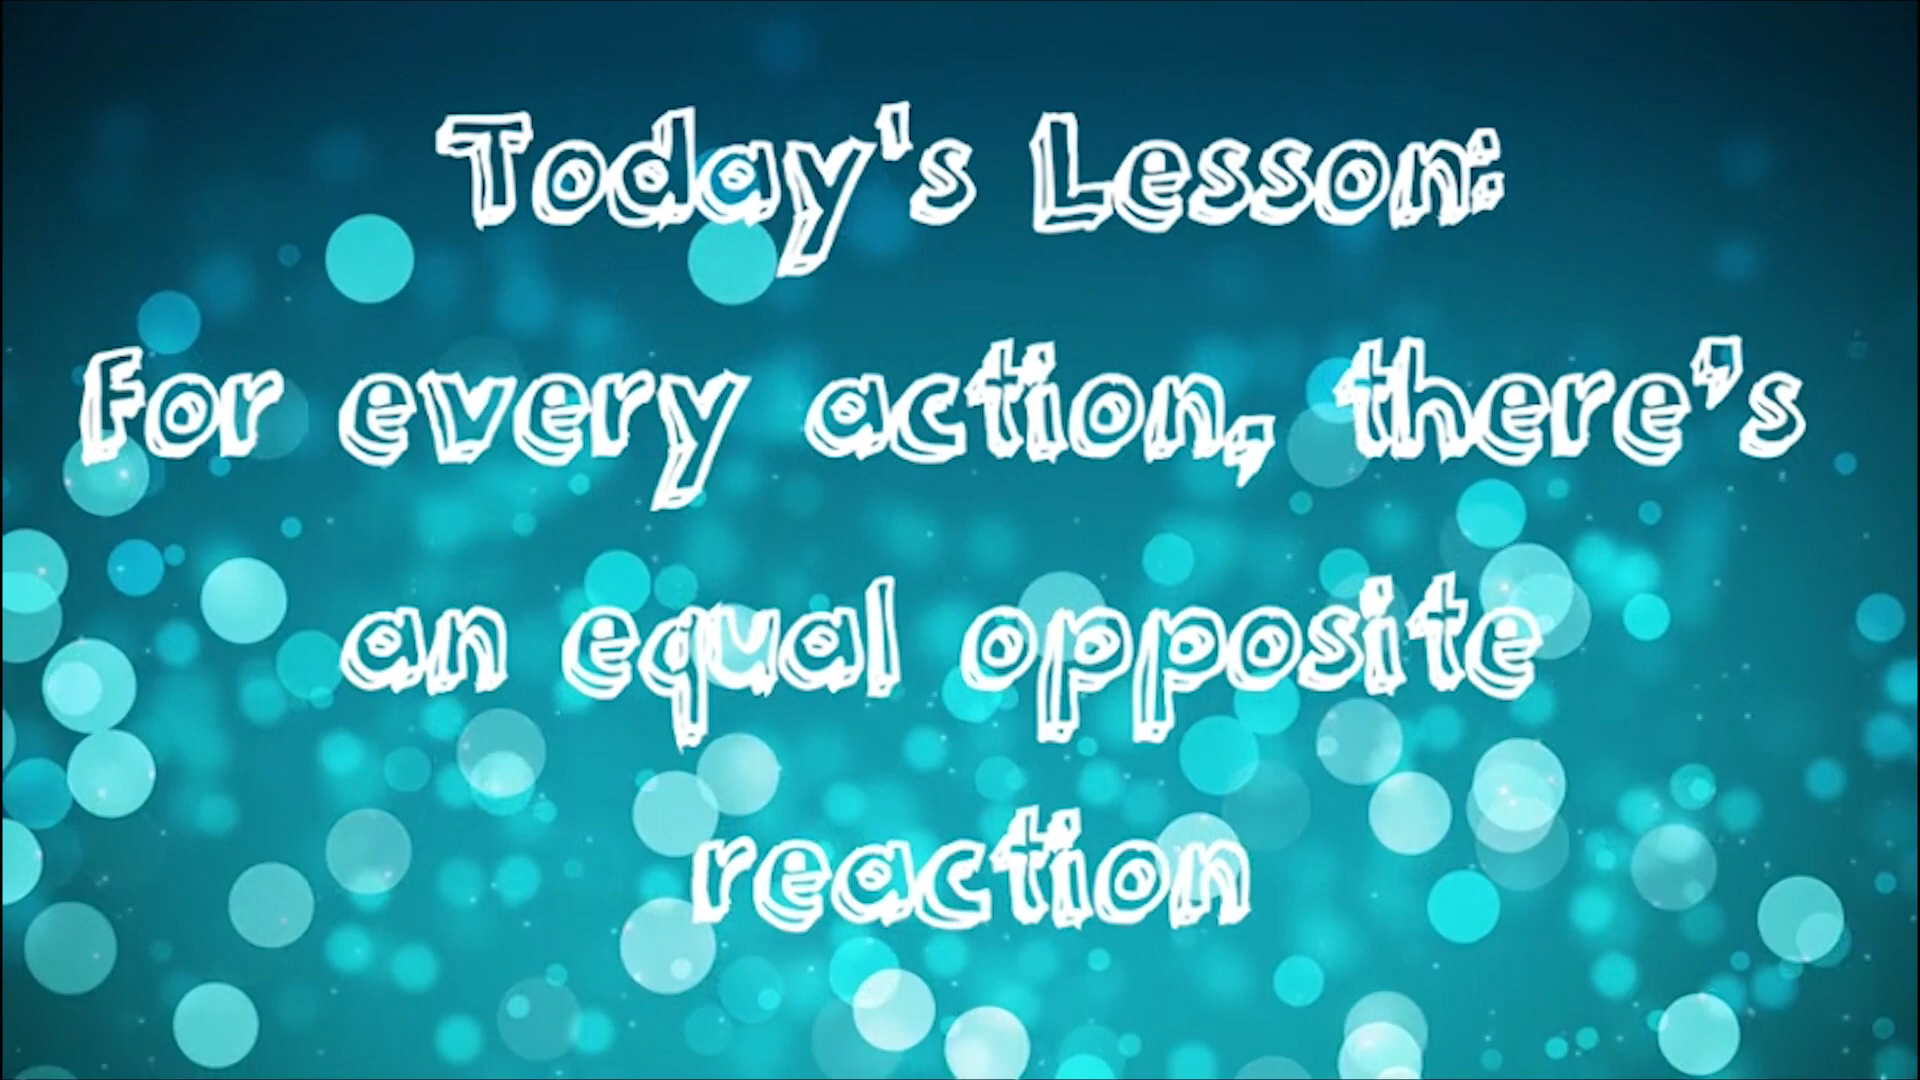 Today's Lesson:
For every action, there's
an equal opposite
reaction